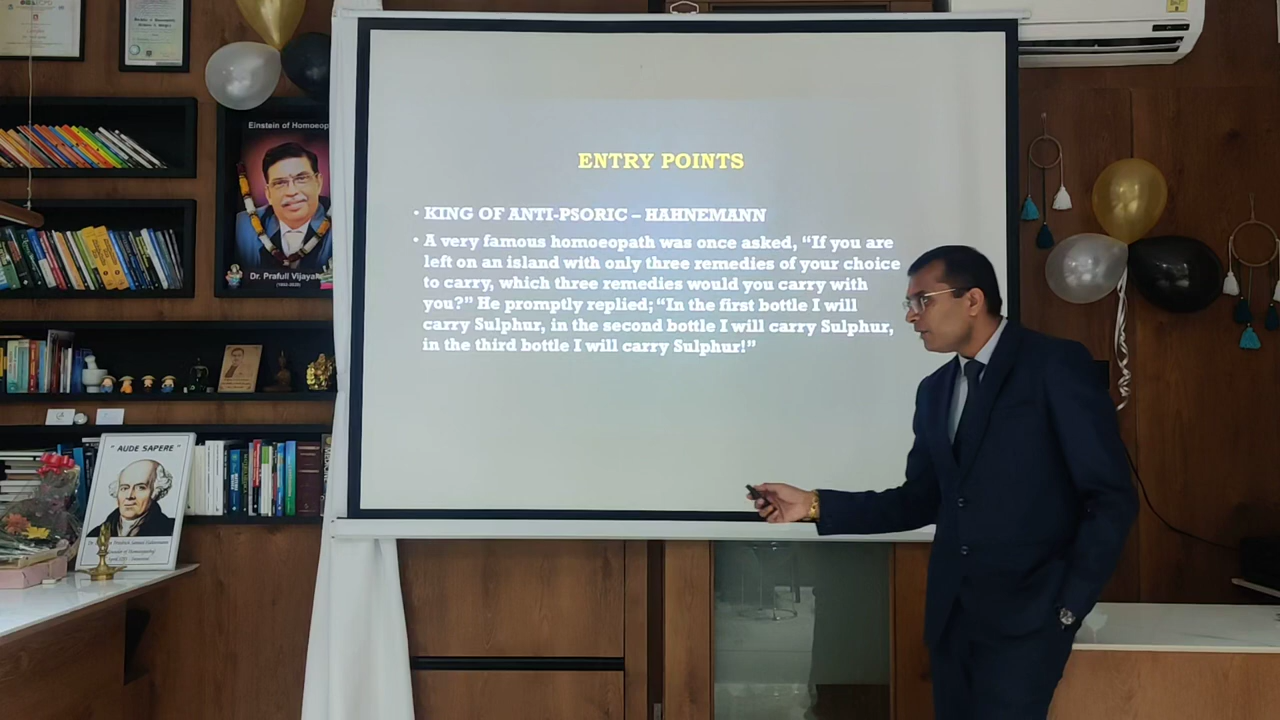 ENTRY POINTS
• KING OF ANTI-PSORIC – HAHNEMANN
• A very famous homoeopath was once asked, “If you are
left on an island with only three remedies of your choice
to carry, which three remedies would you carry with
you?” He promptly replied; “In the first bottle I will
carry Sulphur, in the second bottle I will carry Sulphur,
in the third bottle I will carry Sulphur!”
Einstein of Homoeop
Dr. Prafull Vijayak
" AUDE SAPERE "